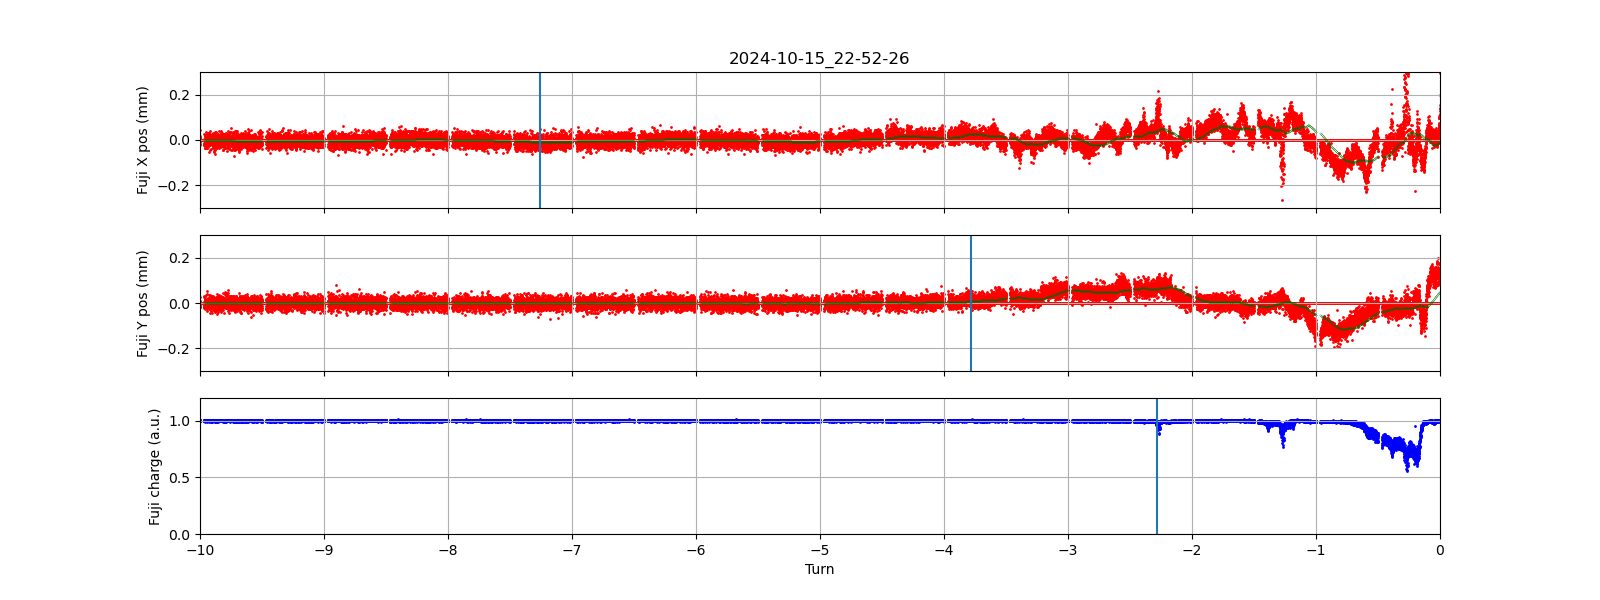 2024-10-15_22-52-26
Fuji X pos (mm)
0.2
0.0
−0.2
Fuji Y pos (mm)
0.2
0.0
−0.2
Fuji charge (a.u.)
1.0
0.5
0.0
−10 −9 −8 −7 −6 −5 −4 −3 −2 −1 0
Turn